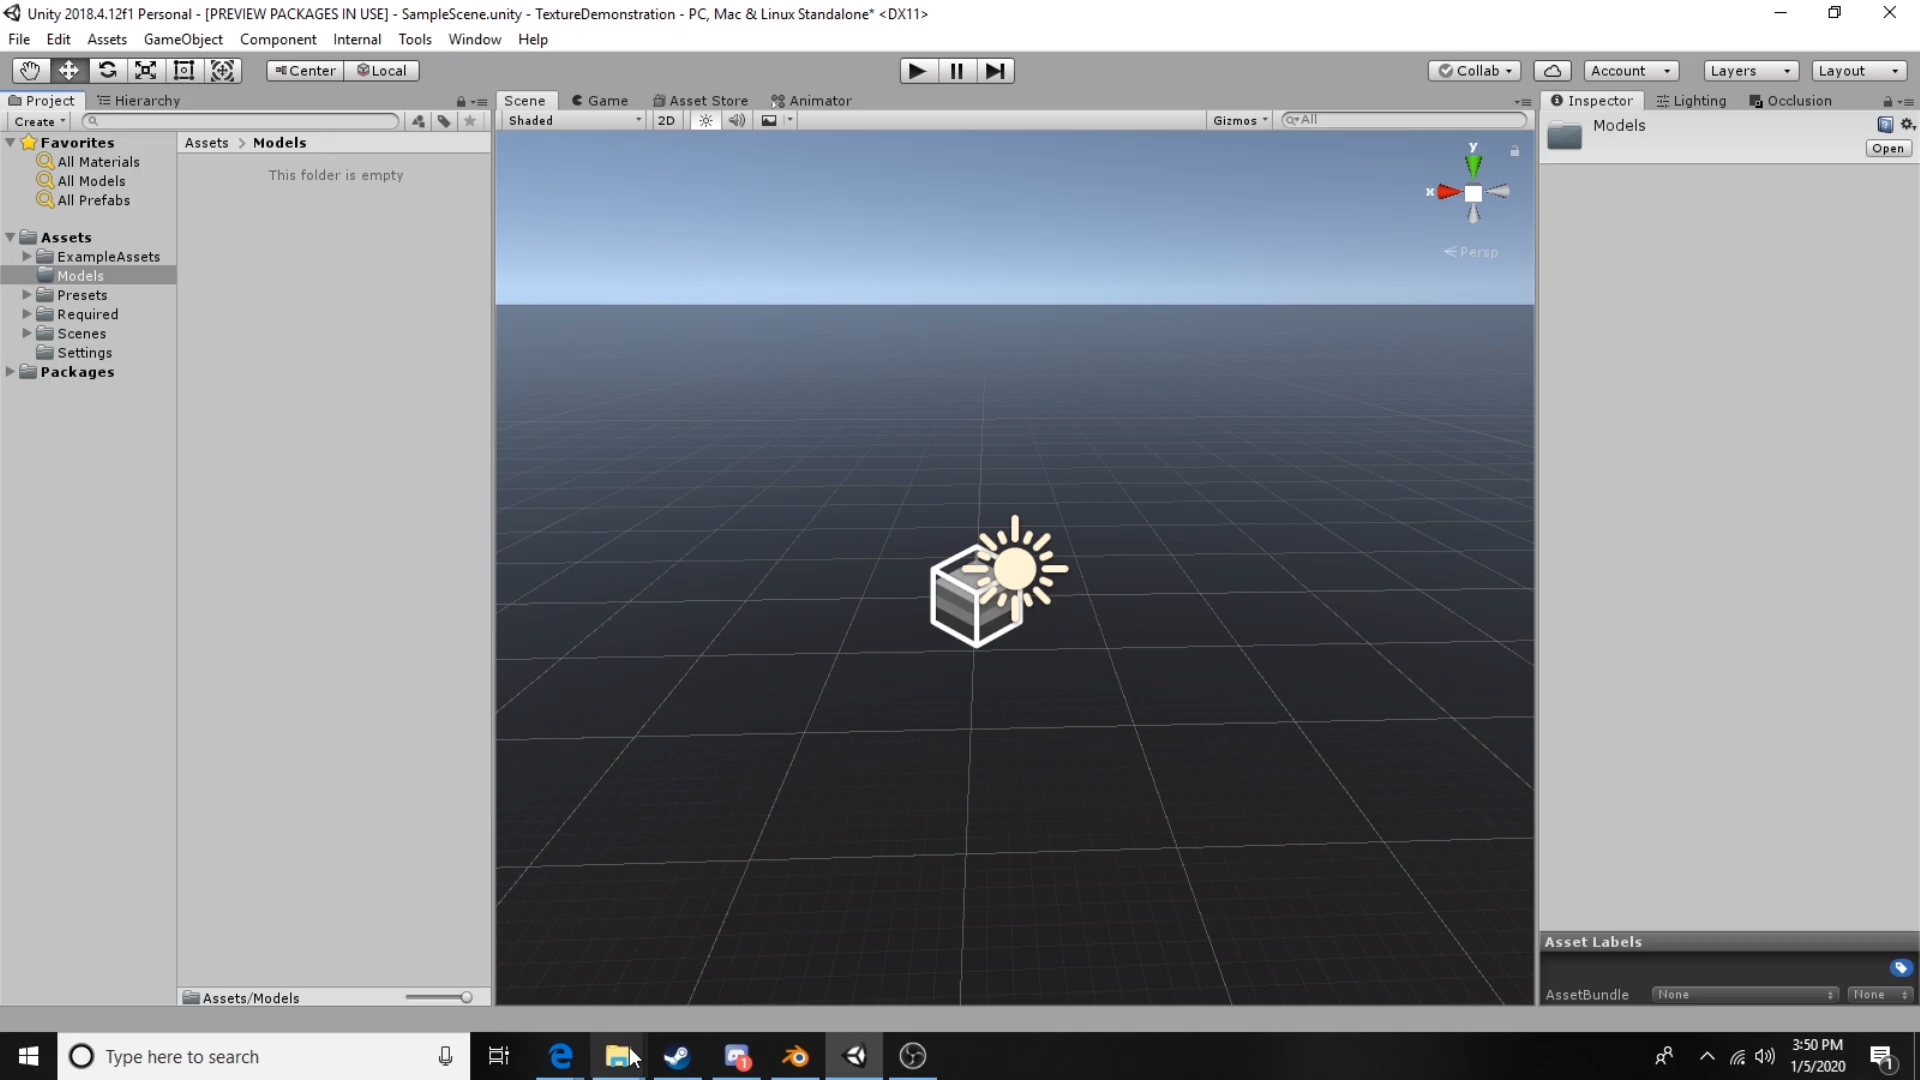 Unity 2018.4.12f1 Personal - [PREVIEW PACKAGES IN USE] - SampleScene.unity - TextureDemonstration - PC, Mac & Linux Standalone* <DX11>
File Edit Assets GameObject Component Internal Tools Window Help
Center Local Collab Account Layers Layout
Project Hierarchy Scene Game Asset Store Animator Inspector Lighting Occlusion
Create Shaded 2D Gizmos All
Favorites
All Materials
All Models
All Prefabs
Assets
ExampleAssets
Models
Presets
Required
Scenes
Settings
Packages
Assets > Models
This folder is empty
Assets/Models
y
x
Persp
Models
Open
Asset Labels
AssetBundle None None
Type here to search
1
3:50 PM
1/5/2020
1